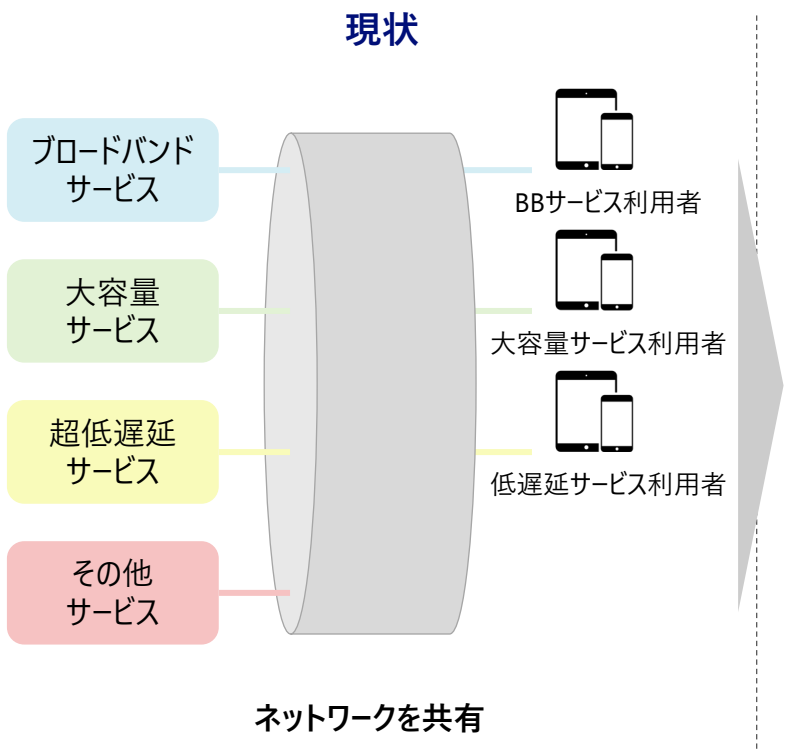 現状
ブロードバンド
サービス
BBサービス利用者
大容量
サービス
大容量サービス利用者
超低遅延
サービス
低遅延サービス利用者
その他
サービス
ネットワークを共有